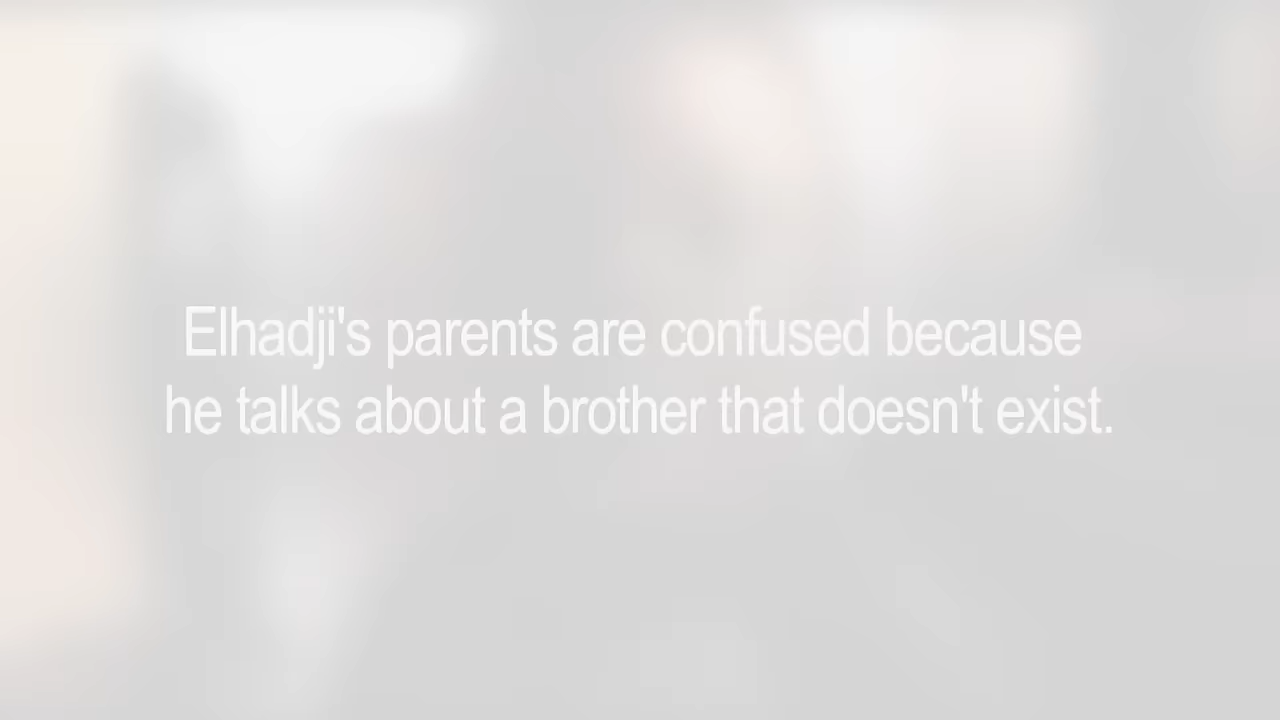 Elhadji's parents are confused because
he talks about a brother that doesn't exist.